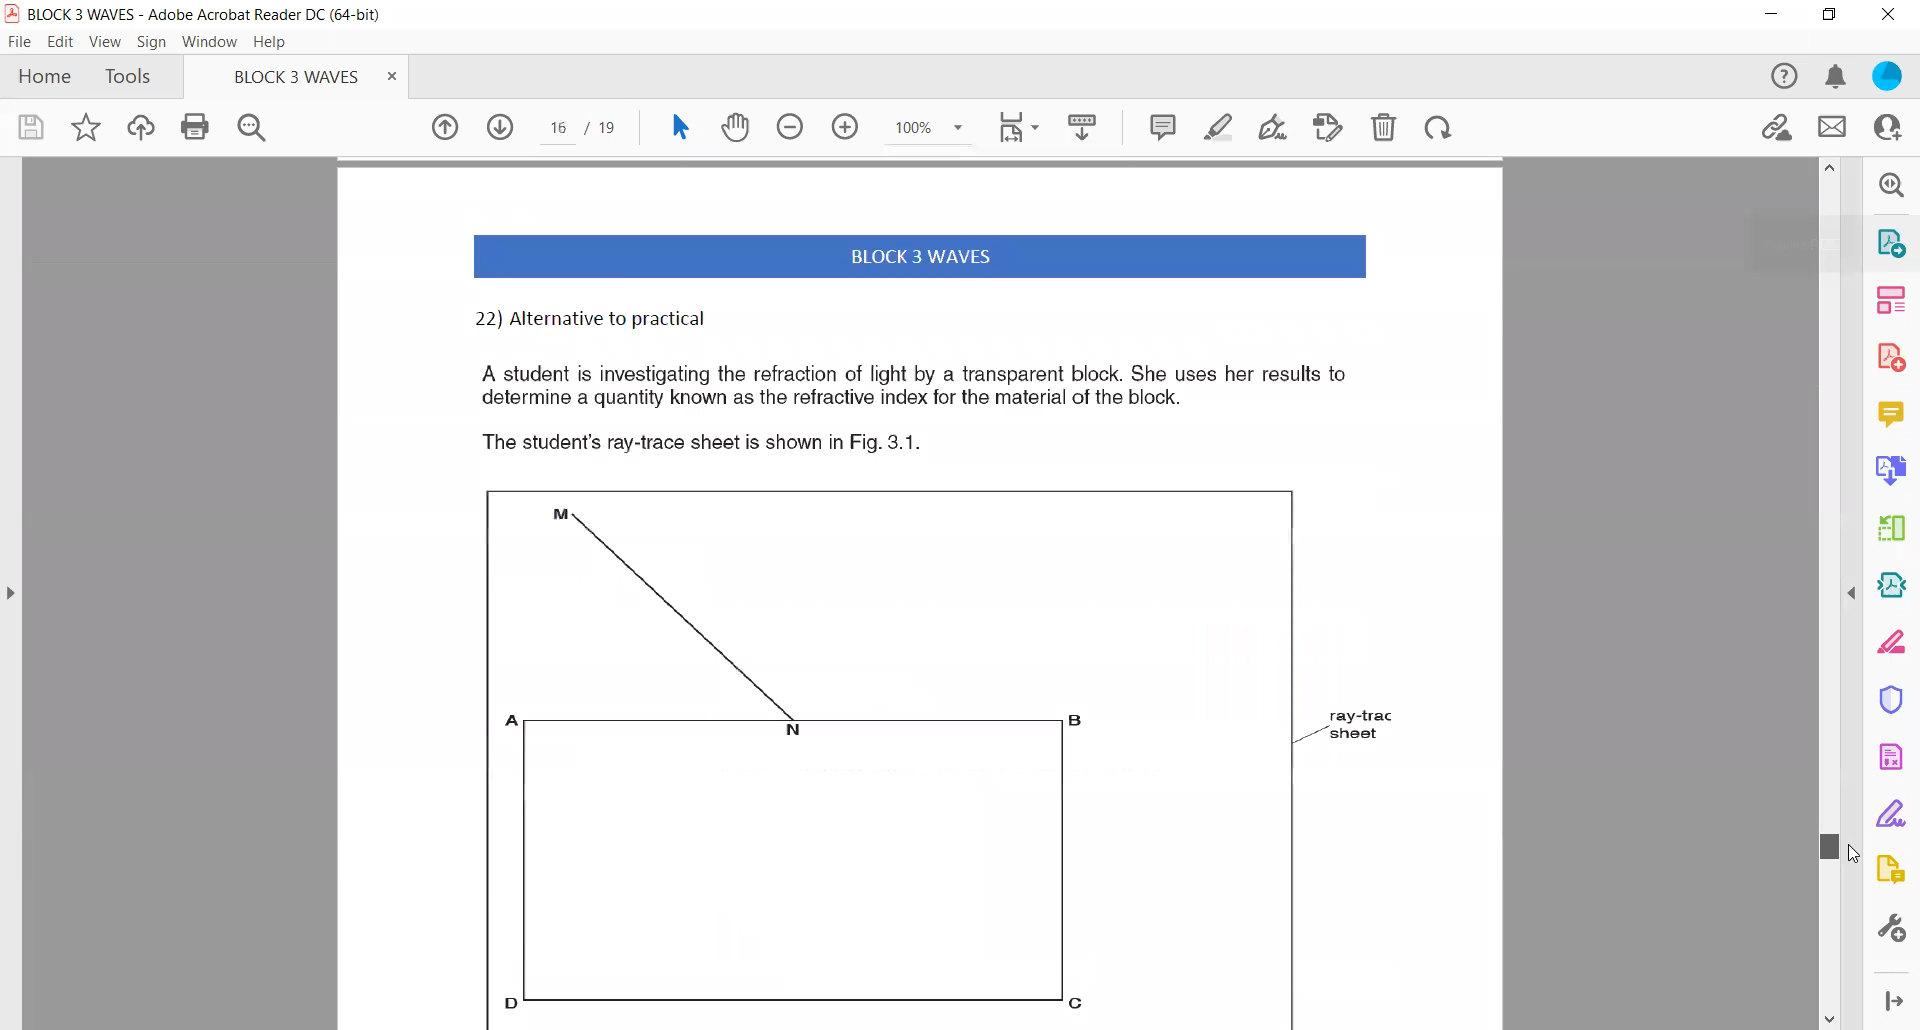 BLOCK 3 WAVES - Adobe Acrobat Reader DC (64-bit)
File Edit View Sign Window Help
Home Tools BLOCK 3 WAVES
16 / 19 100%
BLOCK 3 WAVES
22) Alternative to practical
A student is investigating the refraction of light by a transparent block. She uses her results to
determine a quantity known as the refractive index for the material of the block.
The student's ray-trace sheet is shown in Fig. 3.1.
M
A N B
ray-trac
sheet
D C